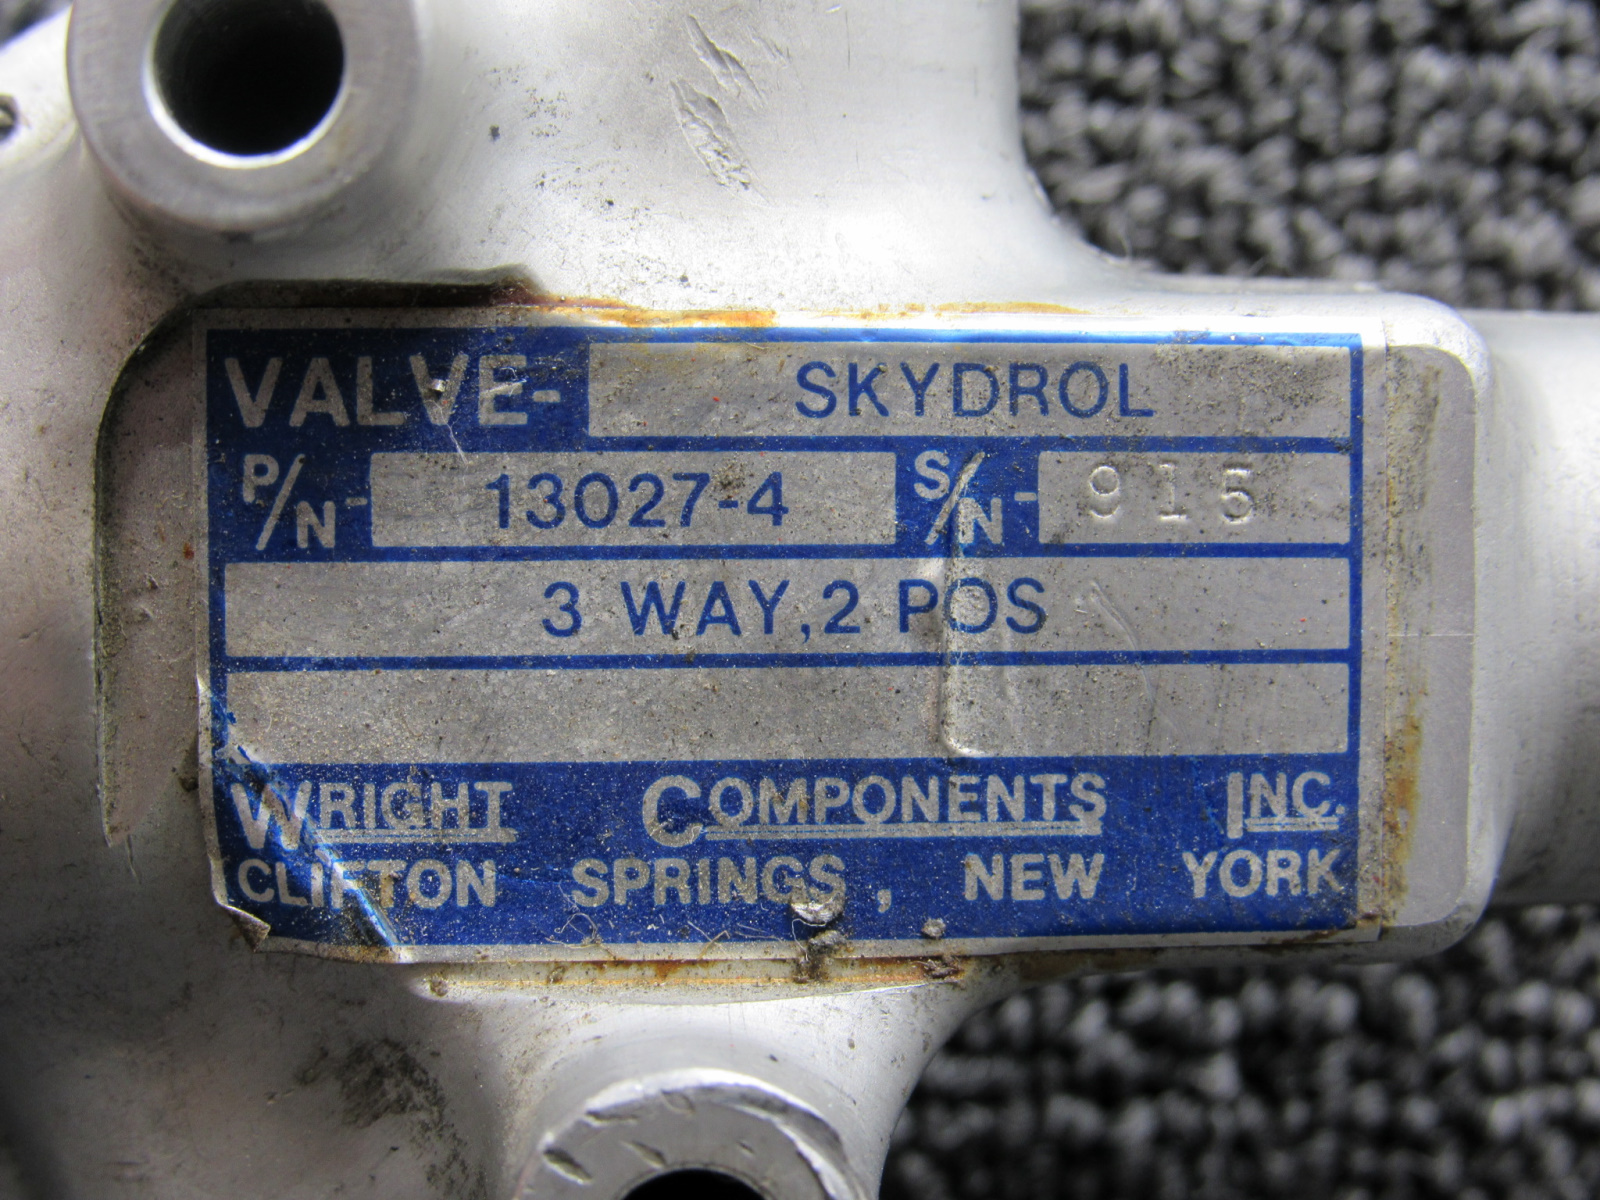 VALVE- SKYDROL
P/N- 13027-4 S/N- 915
3 WAY, 2 POS
WRIGHT COMPONENTS INC.
CLIFTON SPRINGS, NEW YORK